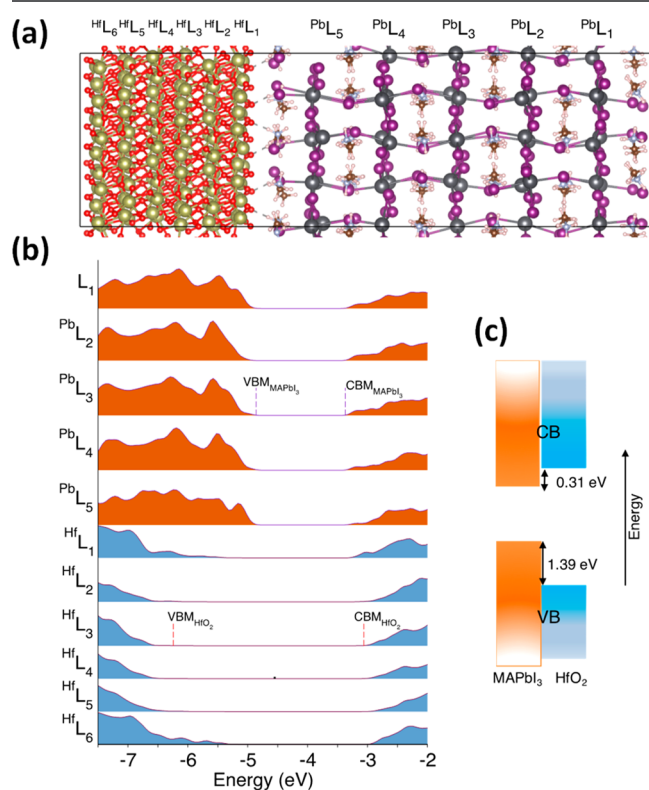 (a)
HfL6 HfL5 HfL4 HfL3 HfL2 HfL1
PbL5 PbL4 PbL3 PbL2 PbL1
(b)
L1
PbL2
PbL3
VBMMAPbI3
CBMMAPbI3
PbL4
PbL5
HfL1
HfL2
HfL3
VBMHfO2
CBMHfO2
HfL4
HfL5
HfL6
-7 -6 -5 -4 -3 -2
Energy (eV)
(c)
CB
0.31 eV
1.39 eV
VB
MAPbI3 HfO2
Energy